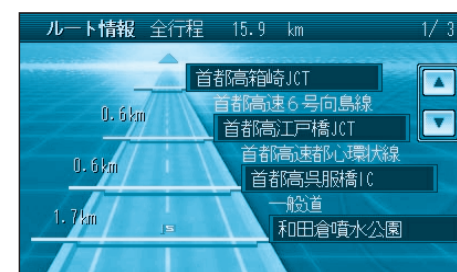 ルート情報 全行程 15.9 km 1/ 3
首都高箱崎JCT
首都高速6号向島線
0.6km
首都高江戸橋JCT
首都高速都心環状線
0.6km
首都高呉服橋IC
一般道
1.7km
和田倉噴水公園